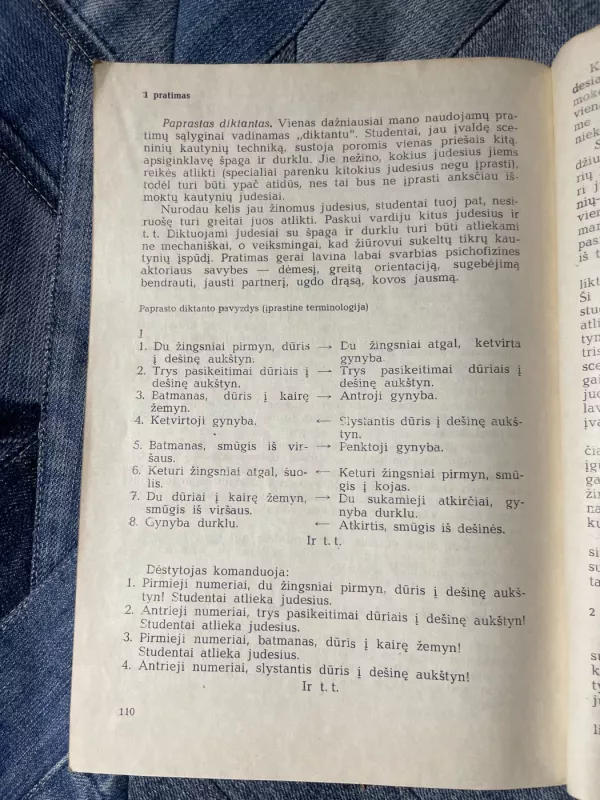 1 pratimas
Paprastas diktantas. Vienas dažniausiai mano naudojamų pra-
timų sąlyginai vadinamas „diktantu". Studentai, jau įvaldę sce-
ninių kautynių techniką, sustoja poromis vienas priešais kitą,
apsiginklavę špaga ir durklu. Jie nežino, kokius judesius jiems
reikės atlikti (specialiai parenku kitokius judesius negu įprasti),
todėl turi būti ypač atidūs, nes tai bus ne įprasti anksčiau iš-
moktų kautynių judesiai.
Nurodau kelis jau žinomus judesius, studentai tuoj pat, nesi-
ruošę turi greitai juos atlikti. Paskui vardiju kitus judesius ir
t. t. Diktuojami judesiai su špaga ir durklu turi būti atliekami
ne mechaniškai, o veiksmingai, kad žiūrovui sukeltų tikrų kau-
tynių įspūdį. Pratimas gerai lavina labai svarbias psichofizines
aktoriaus savybes — dėmesį, greitą orientaciją, sugebėjimą
bendrauti, jausti partnerį, ugdo drąsą, kovos jausmą.
Paprasto diktanto pavyzdys (įprastine terminologija)
I
1. Du žingsniai pirmyn, dūris → Du žingsniai atgal, ketvirta
į dešinę aukštyn. gynyba.
2. Trys pasikeitimai dūriais į → Trys pasikeitimai dūriais į
dešinę aukštyn. dešinę aukštyn.
3. Batmanas, dūris į kairę → Antroji gynyba.
žemyn.
4. Ketvirtoji gynyba. ← Slystantis dūris į dešinę aukš-
tyn.
5. Batmanas, smūgis iš vir- → Penktoji gynyba.
šaus.
6. Keturi žingsniai atgal, šuo- ← Keturi žingsniai pirmyn, smū-
lis. gis į kojas.
7. Du dūriai į kairę žemyn, → Du sukamieji atkirčiai, gy-
smūgis iš viršaus. nyba durklu.
8. Gynyba durklu. ← Atkirtis, smūgis iš dešinės.
Ir t. t.
Dėstytojas komanduoja:
1. Pirmieji numeriai, du žingsniai pirmyn, dūris į dešinę aukš-
tyn! Studentai atlieka judesius.
2. Antrieji numeriai, trys pasikeitimai dūriais į dešinę aukštyn!
Studentai atlieka judesius.
3. Pirmieji numeriai, batmanas, dūris į kairę žemyn!
Studentai atlieka judesius.
4. Antrieji numeriai, slystantis dūris į dešinę aukštyn!
Ir t. t.
110